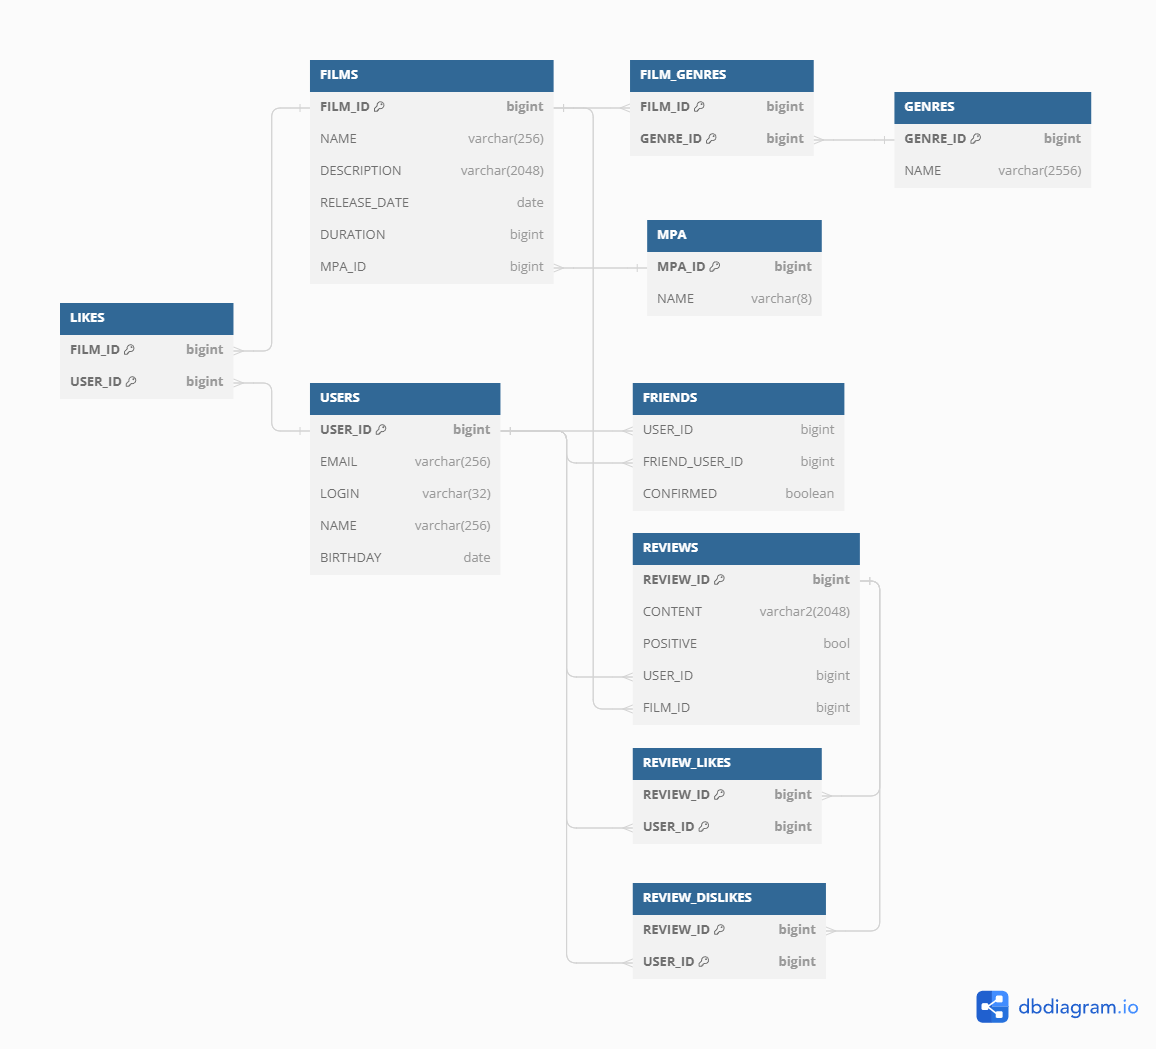 FILMS
FILM_ID bigint
NAME varchar(256)
DESCRIPTION varchar(2048)
RELEASE_DATE date
DURATION bigint
MPA_ID bigint
FILM_GENRES
FILM_ID bigint
GENRE_ID bigint
GENRES
GENRE_ID bigint
NAME varchar(2556)
MPA
MPA_ID bigint
NAME varchar(8)
LIKES
FILM_ID bigint
USER_ID bigint
USERS
USER_ID bigint
EMAIL varchar(256)
LOGIN varchar(32)
NAME varchar(256)
BIRTHDAY date
FRIENDS
USER_ID bigint
FRIEND_USER_ID bigint
CONFIRMED boolean
REVIEWS
REVIEW_ID bigint
CONTENT varchar2(2048)
POSITIVE bool
USER_ID bigint
FILM_ID bigint
REVIEW_LIKES
REVIEW_ID bigint
USER_ID bigint
REVIEW_DISLIKES
REVIEW_ID bigint
USER_ID bigint
dbdiagram.io